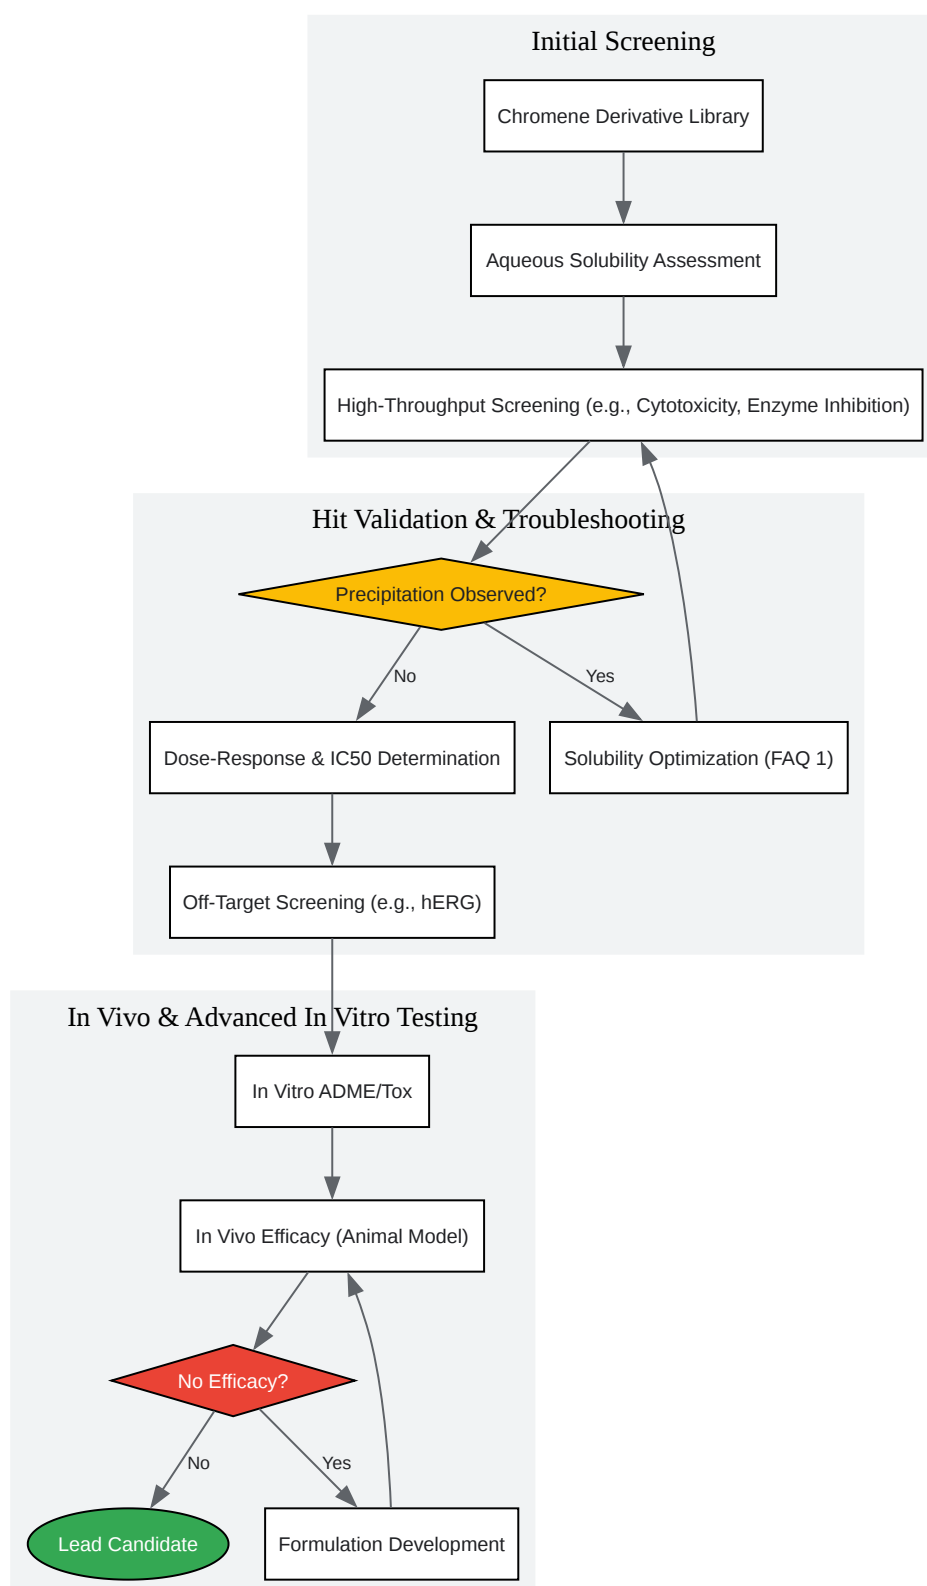 Initial Screening
Chromene Derivative Library
Aqueous Solubility Assessment
High-Throughput Screening (e.g., Cytotoxicity, Enzyme Inhibition)
Hit Validation & Troubleshooting
Precipitation Observed?
No
Yes
Dose-Response & IC50 Determination
Solubility Optimization (FAQ 1)
Off-Target Screening (e.g., hERG)
In Vivo & Advanced In Vitro Testing
In Vitro ADME/Tox
In Vivo Efficacy (Animal Model)
No Efficacy?
No
Yes
Lead Candidate
Formulation Development